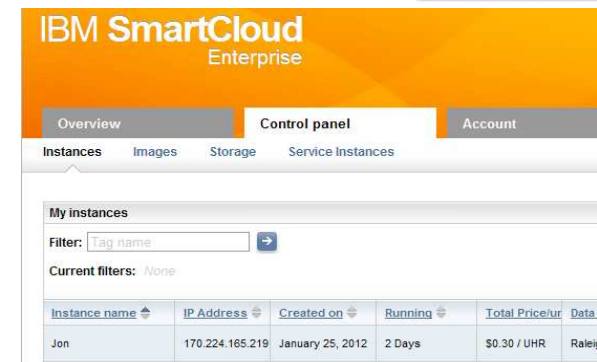 IBM SmartCloud
Enterprise
Overview Control panel Account
Instances Images Storage Service Instances
My instances
Filter: Tag name
Current filters: None
Instance name IP Address Created on Running Total Price/ur Data
Jon 170.224.165.219 January 25, 2012 2 Days $0.30 / UHR Raleig